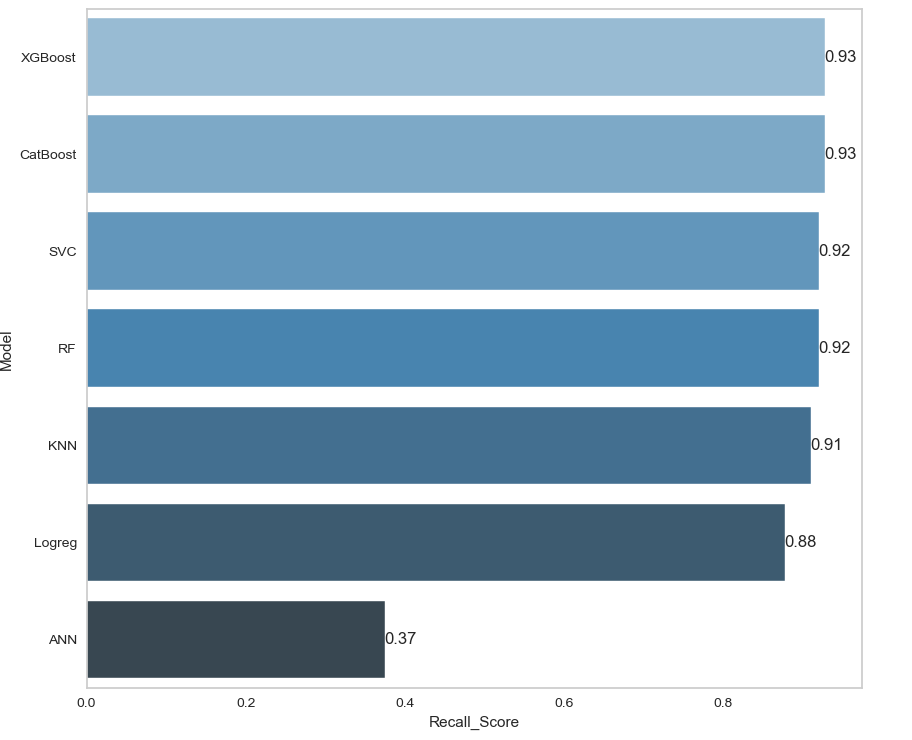 XGBoost 0.93
CatBoost 0.93
SVC 0.92
RF 0.92
Model
KNN 0.91
Logreg 0.88
ANN 0.37
0.0 0.2 0.4 0.6 0.8
Recall_Score